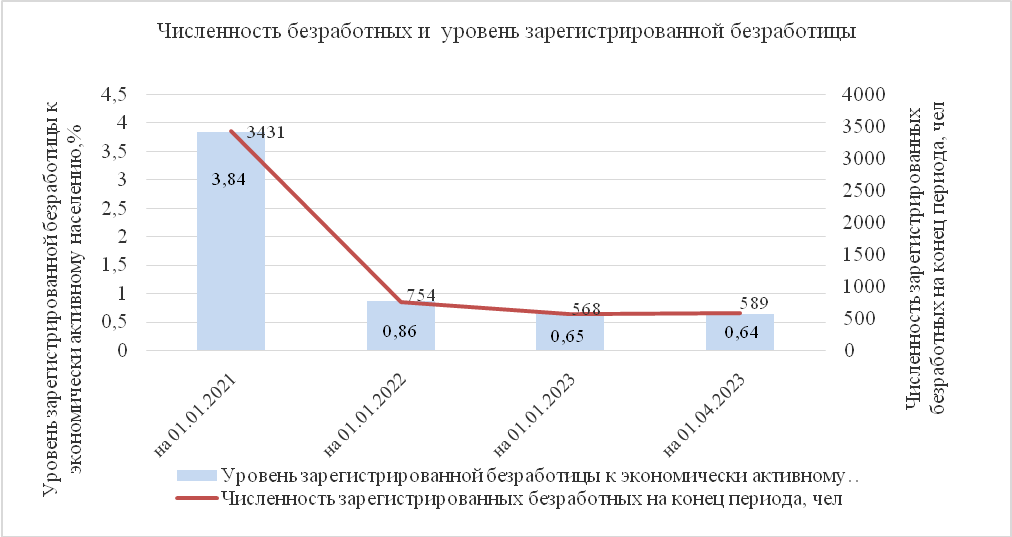 Численность безработных и уровень зарегистрированной безработицы
Уровень зарегистрированной безработицы к
экономически активному населению,%
4,5
4
3,5
3
2,5
2
1,5
1
0,5
0
3431
3,84
754
0,86
568
0,65
589
0,64
4000
3500
3000
2500
2000
1500
1000
500
0
Численность зарегистрированных
безработных на конец периода, чел
на 01.01.2021
на 01.01.2022
на 01.01.2023
на 01.04.2023
Уровень зарегистрированной безработицы к экономически активному . .
Численность зарегистрированных безработных на конец периода, чел